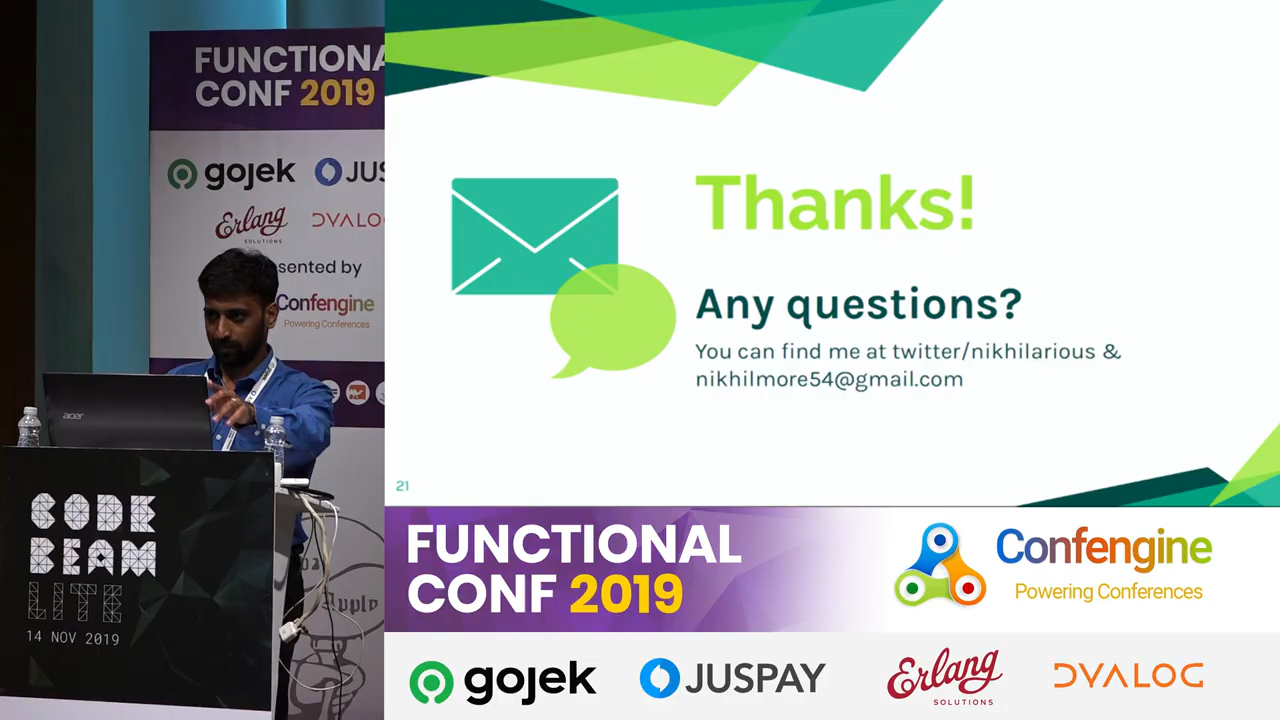 FUNCTIONA
CONF 2019
gojek
JUS
Erlang
SOLUTIONS
DYALO
sented by
Confengine
Powering Conferences
acer
CODE
BEAM
LITE
14 NOV 2019
Apply
Thanks!
Any questions?
You can find me at twitter/nikhilarious &
nikhilmore54@gmail.com
21
FUNCTIONAL
CONF 2019
Confengine
Powering Conferences
gojek
JUSPAY
Erlang
SOLUTIONS
DYALOG